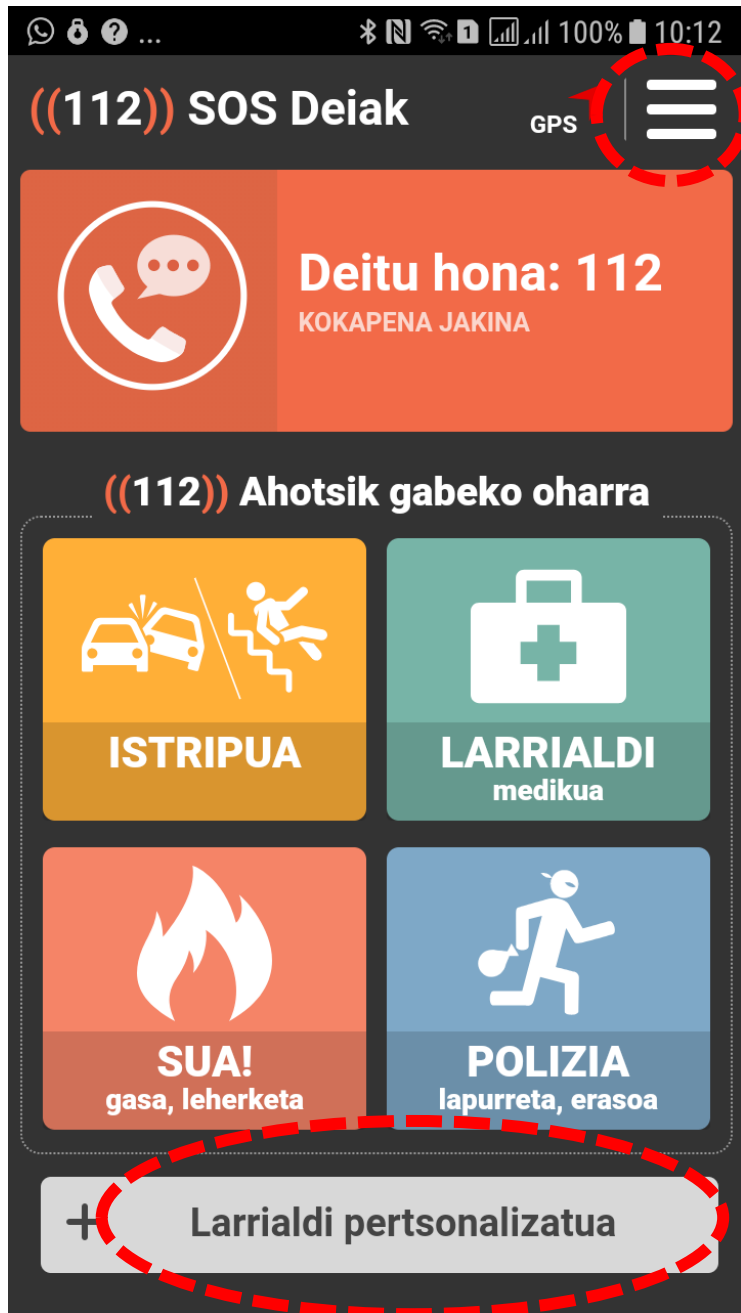 ... 1 100% 10:12
((112)) SOS Deiak GPS
Deitu hona: 112
KOKAPENA JAKINA
((112)) Ahotsik gabeko oharra
ISTRIPUA
LARRIALDI
medikua
SUA!
gasa, leherketa
POLIZIA
lapurreta, erasoa
+ Larrialdi pertsonalizatua